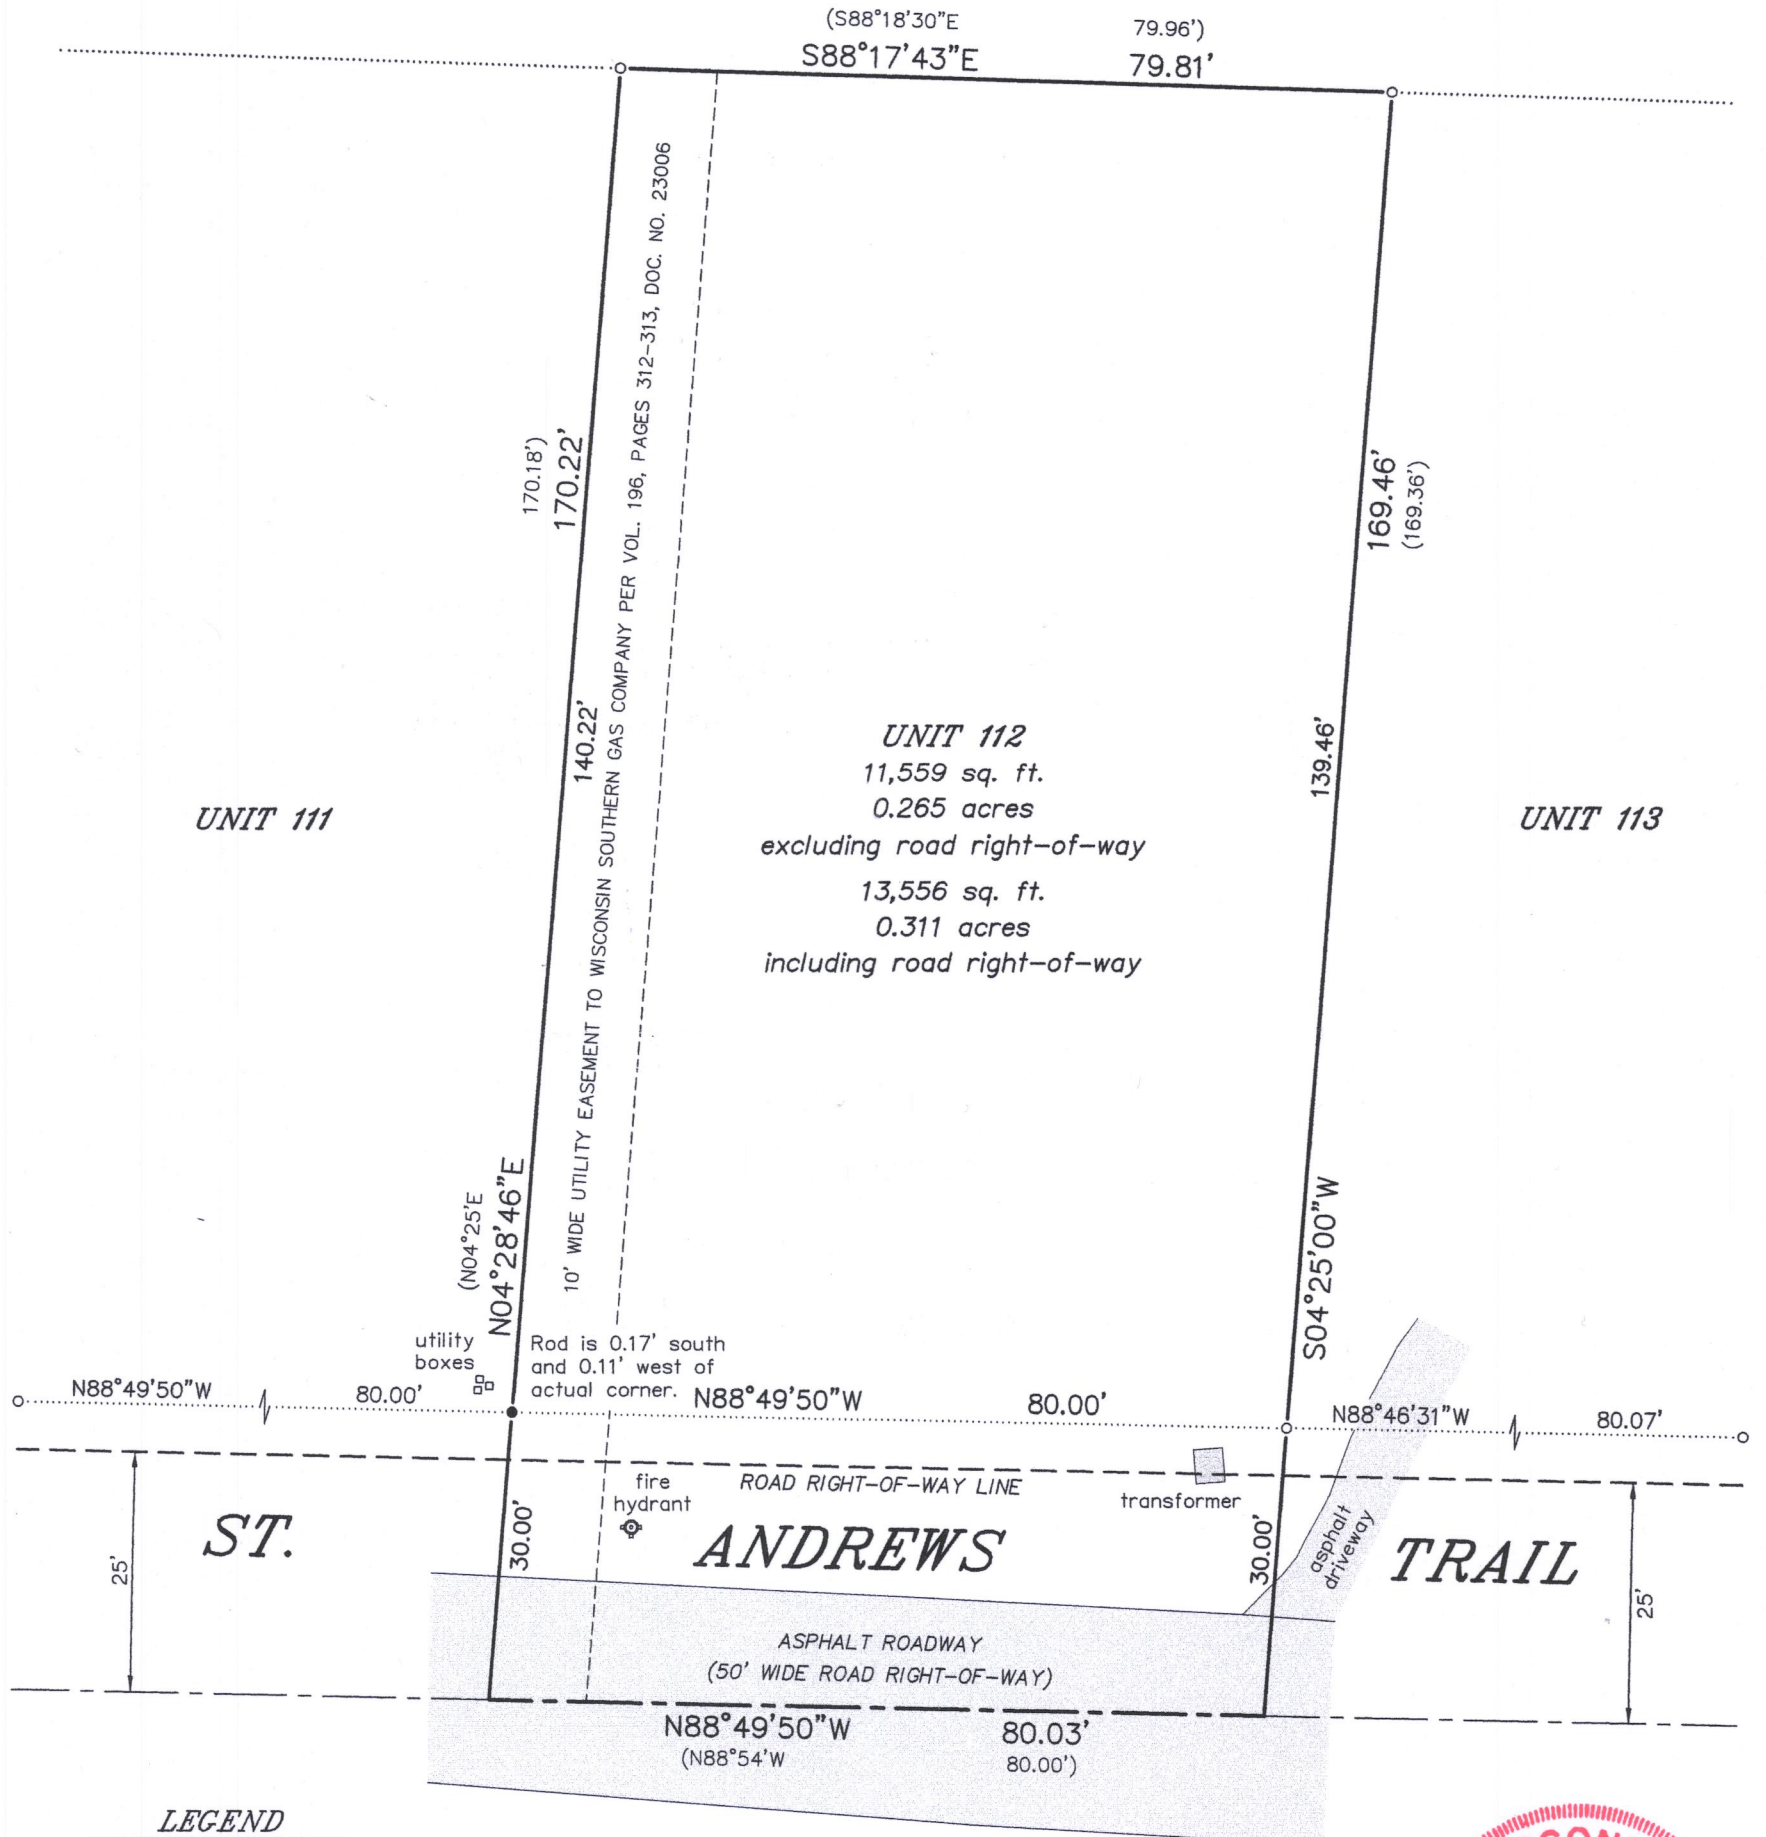 (S88°18'30"E 79.96')
S88°17'43"E 79.81'
10' WIDE UTILITY EASEMENT TO WISCONSIN SOUTHERN GAS COMPANY PER VOL. 196, PAGES 312-313, DOC. NO. 23006
170.18')
170.22'
169.46'
(169.36')
140.22'
139.46'
UNIT 112
11,559 sq. ft.
0.265 acres
excluding road right-of-way
13,556 sq. ft.
0.311 acres
including road right-of-way
UNIT 111
UNIT 113
(N04°25'E
N04°28'46"E
S04°25'00"W
utility
boxes
Rod is 0.17' south
and 0.11' west of
actual corner.
N88°49'50"W 80.00'
N88°49'50"W 80.00'
N88°46'31"W 80.07'
fire
hydrant
ROAD RIGHT-OF-WAY LINE
transformer
asphalt
driveway
25'
30.00'
30.00'
25'
ST. ANDREWS TRAIL
ASPHALT ROADWAY
(50' WIDE ROAD RIGHT-OF-WAY)
N88°49'50"W 80.03'
(N88°54'W 80.00')
LEGEND
CON